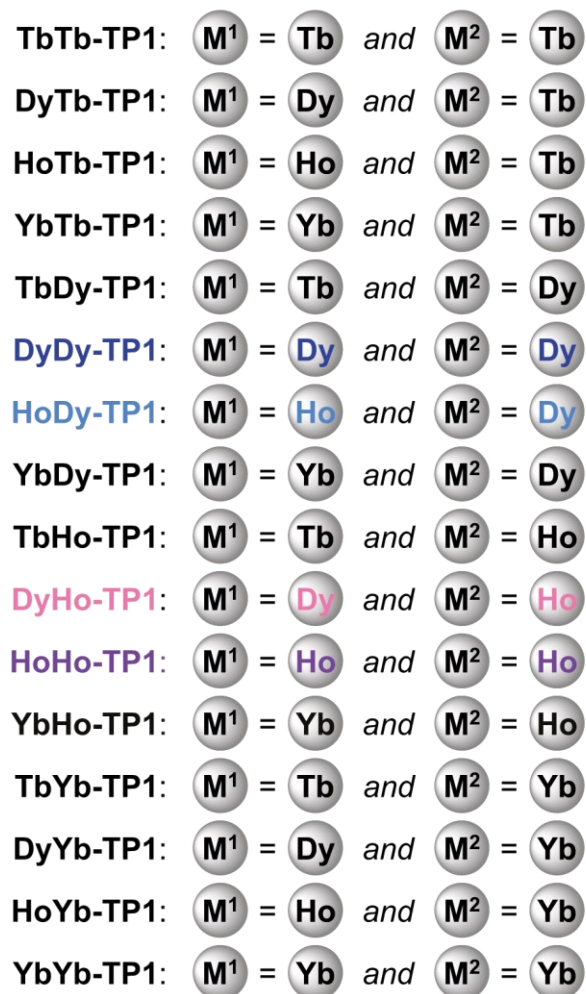 TbTb-TP1: M¹ = Tb and M² = Tb
DyTb-TP1: M¹ = Dy and M² = Tb
HoTb-TP1: M¹ = Ho and M² = Tb
YbTb-TP1: M¹ = Yb and M² = Tb
TbDy-TP1: M¹ = Tb and M² = Dy
DyDy-TP1: M¹ = Dy and M² = Dy
HoDy-TP1: M¹ = Ho and M² = Dy
YbDy-TP1: M¹ = Yb and M² = Dy
TbHo-TP1: M¹ = Tb and M² = Ho
DyHo-TP1: M¹ = Dy and M² = Ho
HoHo-TP1: M¹ = Ho and M² = Ho
YbHo-TP1: M¹ = Yb and M² = Ho
TbYb-TP1: M¹ = Tb and M² = Yb
DyYb-TP1: M¹ = Dy and M² = Yb
HoYb-TP1: M¹ = Ho and M² = Yb
YbYb-TP1: M¹ = Yb and M² = Yb